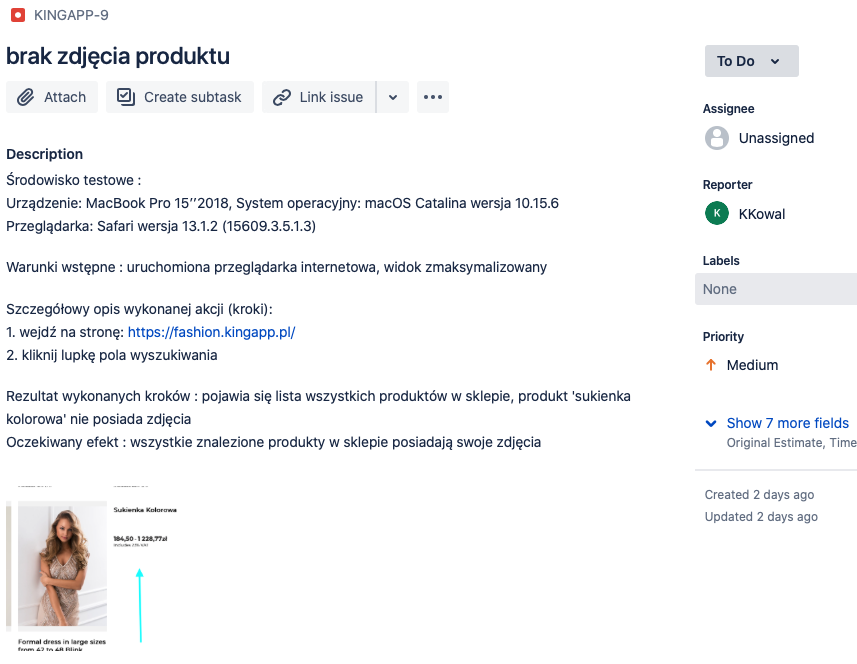 KINGAPP-9
brak zdjęcia produktu
To Do
Attach
Create subtask
Link issue
Assignee
Unassigned
Description
Środowisko testowe :
Urządzenie: MacBook Pro 15’’2018, System operacyjny: macOS Catalina wersja 10.15.6
Przeglądarka: Safari wersja 13.1.2 (15609.3.5.1.3)
Reporter
K KKowal
Warunki wstępne : uruchomiona przeglądarka internetowa, widok zmaksymalizowany
Labels
None
Szczegółowy opis wykonanej akcji (kroki):
1. wejdź na stronę: https://fashion.kingapp.pl/
2. kliknij lupkę pola wyszukiwania
Priority
Medium
Rezultat wykonanych kroków : pojawia się lista wszystkich produktów w sklepie, produkt 'sukienka
kolorowa' nie posiada zdjęcia
Oczekiwany efekt : wszystkie znalezione produkty w sklepie posiadają swoje zdjęcia
Show 7 more fields
Original Estimate, Time
Created 2 days ago
Updated 2 days ago
Sukienka Kolorowa
184,50 - 1 228,77zł
Formal dress in large sizes
from 42 to 48 Blink